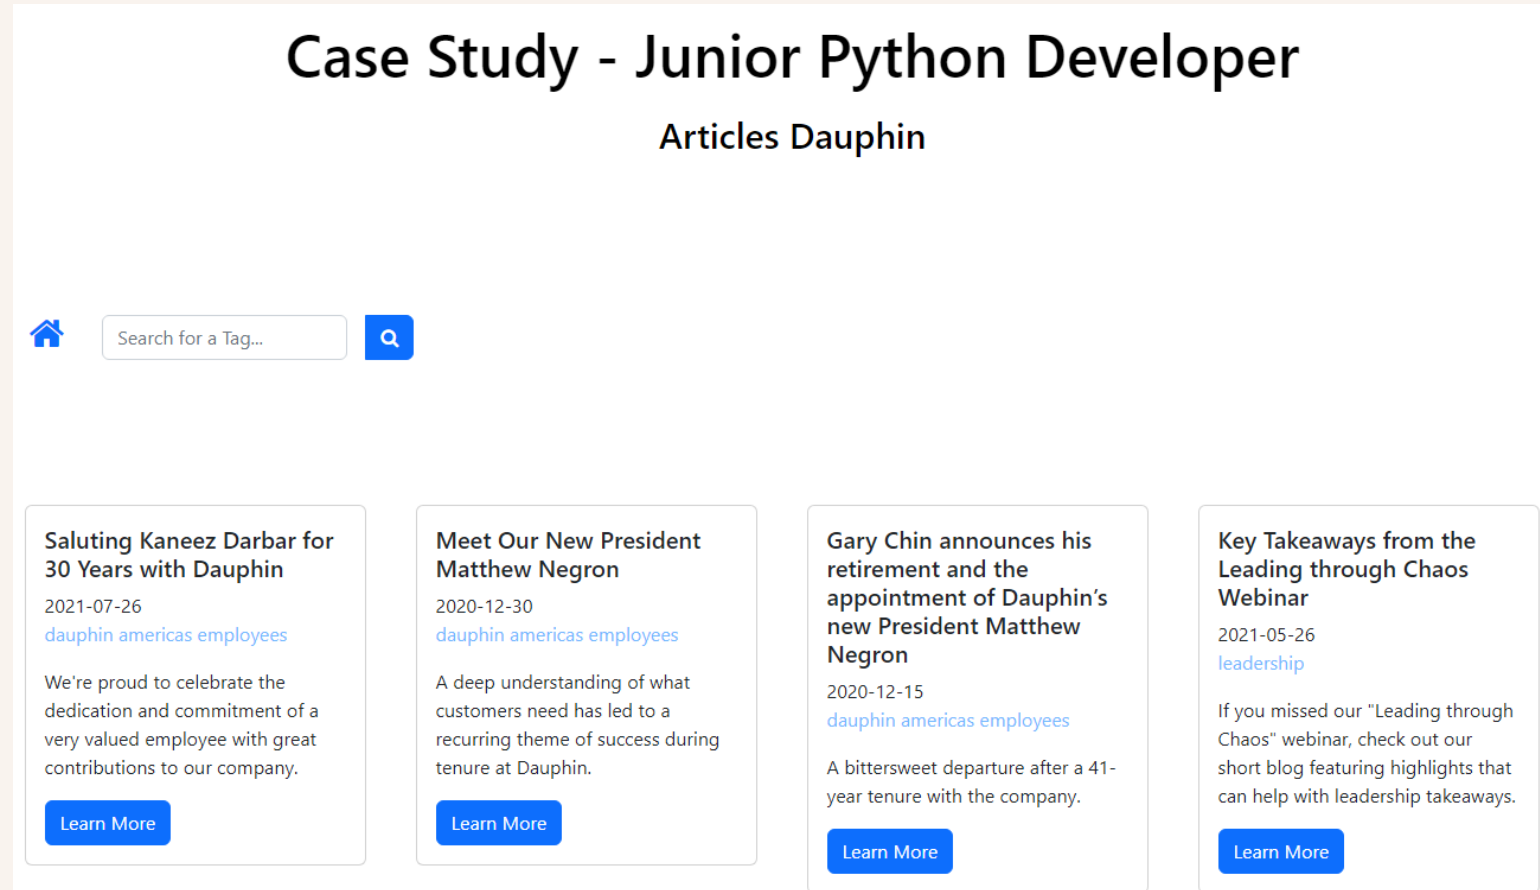 Case Study - Junior Python Developer
Articles Dauphin
Search for a Tag...
Saluting Kaneez Darbar for
30 Years with Dauphin
2021-07-26
dauphin americas employees
We're proud to celebrate the
dedication and commitment of a
very valued employee with great
contributions to our company.
Learn More
Meet Our New President
Matthew Negron
2020-12-30
dauphin americas employees
A deep understanding of what
customers need has led to a
recurring theme of success during
tenure at Dauphin.
Learn More
Gary Chin announces his
retirement and the
appointment of Dauphin’s
new President Matthew
Negron
2020-12-15
dauphin americas employees
A bittersweet departure after a 41-
year tenure with the company.
Learn More
Key Takeaways from the
Leading through Chaos
Webinar
2021-05-26
leadership
If you missed our "Leading through
Chaos" webinar, check out our
short blog featuring highlights that
can help with leadership takeaways.
Learn More